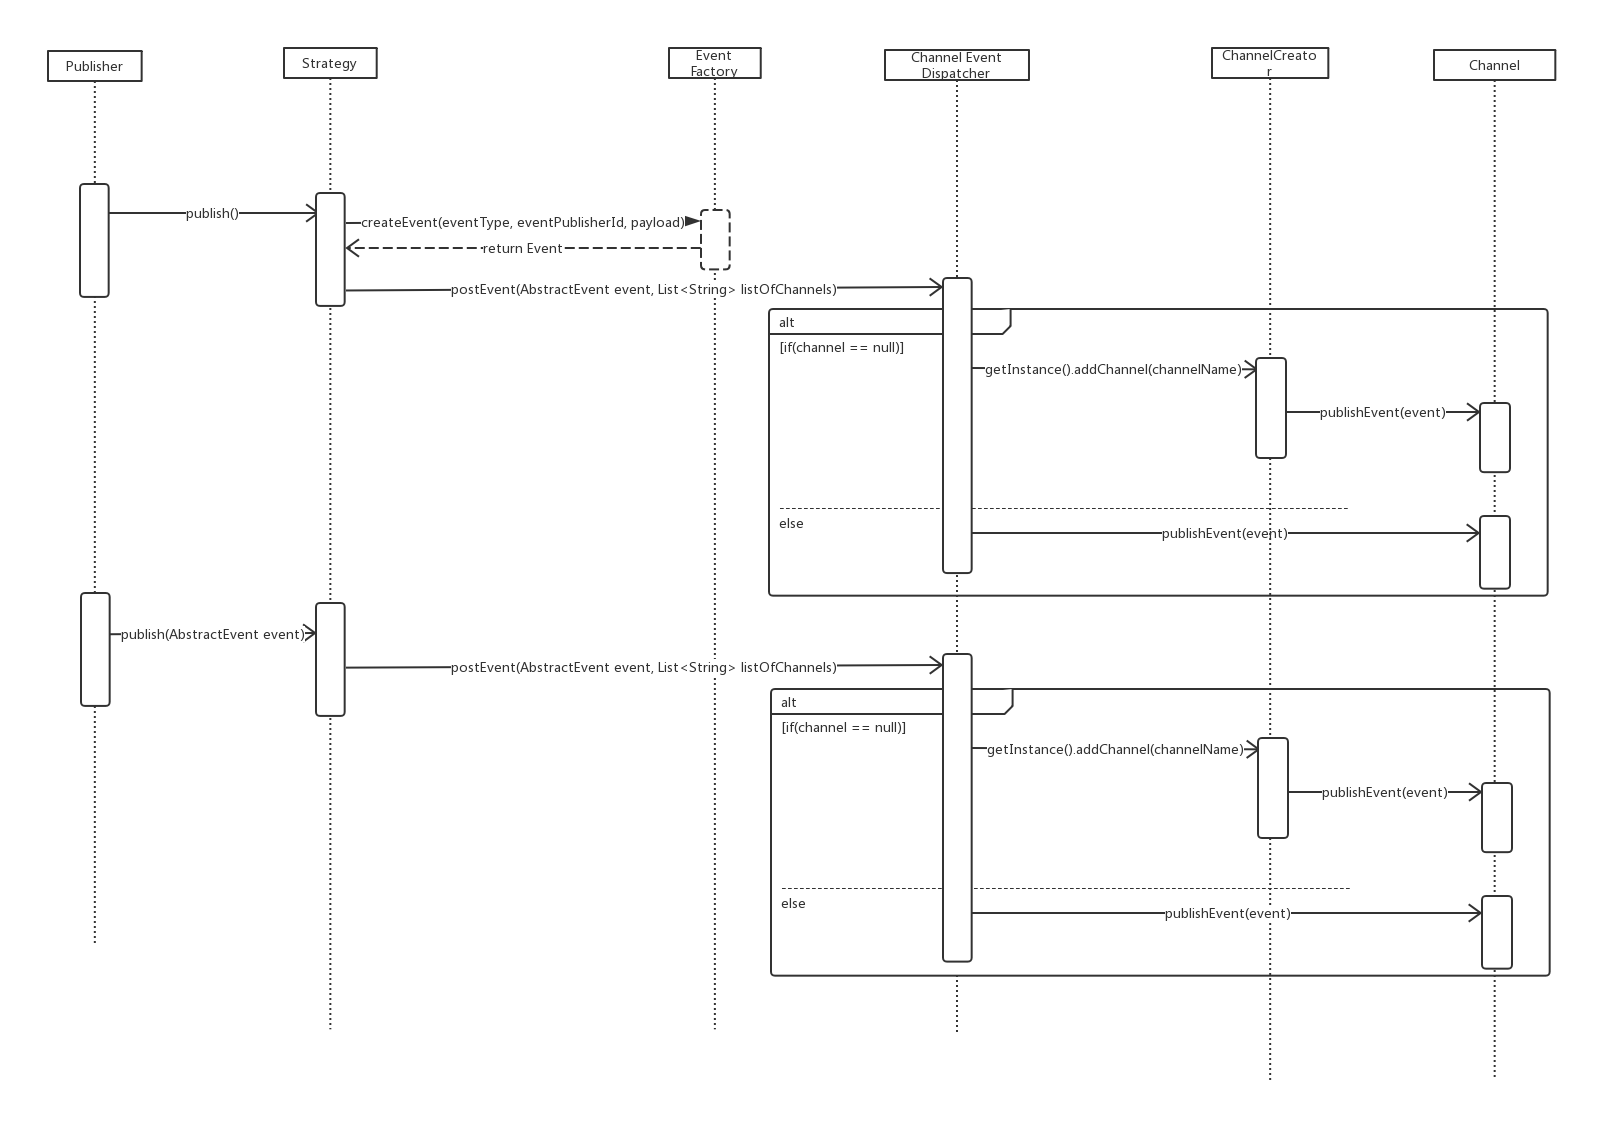 Publisher
Strategy
Event
Factory
Channel Event
Dispatcher
ChannelCreato
r
Channel
publish()
createEvent(eventType, eventPublisherId, payload)
return Event
postEvent(AbstractEvent event, List<String> listOfChannels)
alt
[if(channel == null)]
getInstance().addChannel(channelName)
publishEvent(event)
else
publishEvent(event)
publish(AbstractEvent event)
postEvent(AbstractEvent event, List<String> listOfChannels)
alt
[if(channel == null)]
getInstance().addChannel(channelName)
publishEvent(event)
else
publishEvent(event)